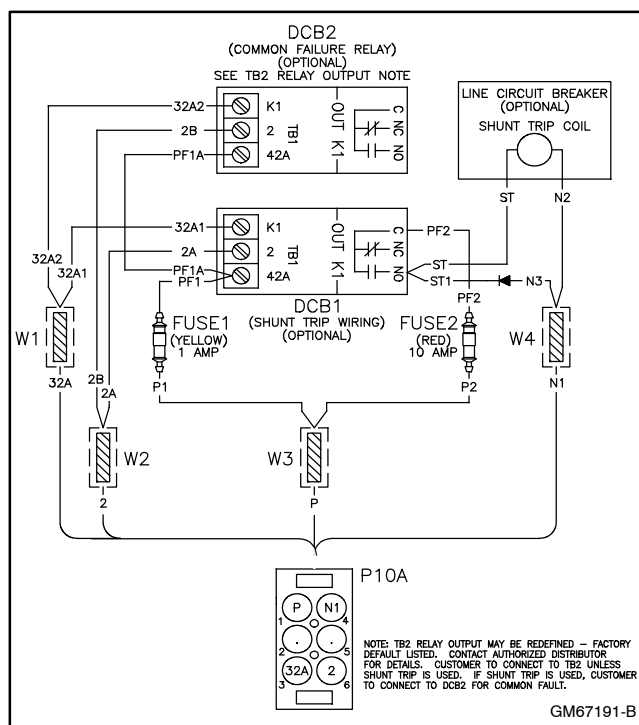 DCB2
(COMMON FAILURE RELAY)
(OPTIONAL)
SEE TB2 RELAY OUTPUT NOTE
32A2
K1
2B
2
PF1A
42A
TB1
OUT K1
C
NC
NO
LINE CIRCUIT BREAKER
(OPTIONAL)
SHUNT TRIP COIL
ST
N2
32A1
K1
2A
2
PF1A
PF1
42A
TB1
OUT K1
C
NC
NO
PF2
ST
ST1
N3
PF2
32A2
32A1
DCB1
(SHUNT TRIP WIRING)
(OPTIONAL)
FUSE1
(YELLOW)
1 AMP
FUSE2
(RED)
10 AMP
W1
W4
32A
2B
2A
P1
P2
N1
W2
W3
2
P
P10A
P
N1
1
4
.
.
2
5
32A
2
3
6
NOTE: TB2 RELAY OUTPUT MAY BE REDEFINED – FACTORY
DEFAULT LISTED. CONTACT AUTHORIZED DISTRIBUTOR
FOR DETAILS. CUSTOMER TO CONNECT TO TB2 UNLESS
SHUNT TRIP IS USED. IF SHUNT TRIP IS USED, CUSTOMER
TO CONNECT TO DCB2 FOR COMMON FAULT.
GM67191-B